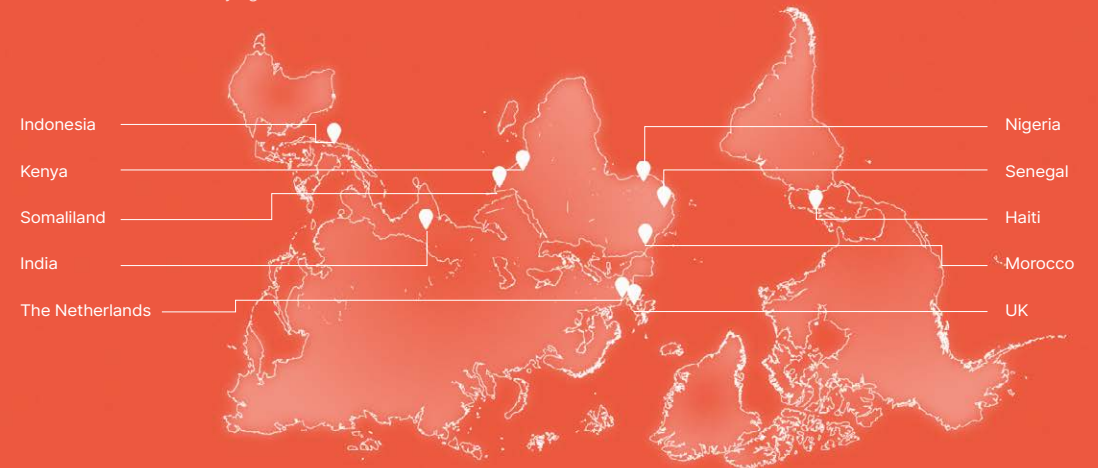 Indonesia
Kenya
Somaliland
India
The Netherlands
Nigeria
Senegal
Haiti
Morocco
UK